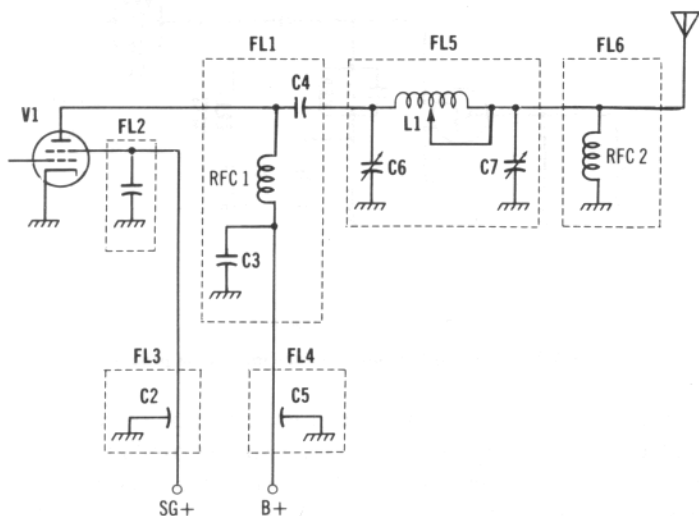 FL1
FL5
FL6
C4
V1
FL2
L1
RFC 1
C6
C7
RFC 2
C3
FL3
FL4
C2
C5
SG+
B+